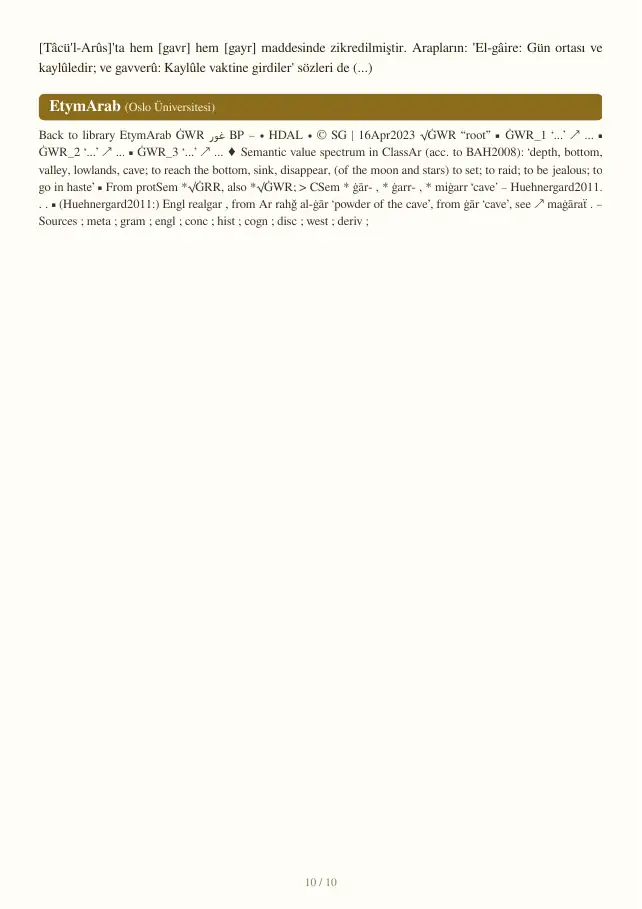 [Tâcü'l-Arûs]'ta hem [gavr] hem [gayr] maddesinde zikredilmiştir. Arapların: 'El-gâire: Gün ortası ve
kaylûledir; ve gavverû: Kaylûle vaktine girdiler' sözleri de (...)
EtymArab (Oslo Üniversitesi)
Back to library EtymArab ĠWR غور BP – • HDAL • © SG | 16Apr2023 √ĠWR “root” ▪ ĠWR_1 ‘...’ ↗ ... ▪
ĠWR_2 ‘...’ ↗ ... ▪ ĠWR_3 ‘...’ ↗ ... ♦ Semantic value spectrum in ClassAr (acc. to BAH2008): ‘depth, bottom,
valley, lowlands, cave; to reach the bottom, sink, disappear, (of the moon and stars) to set; to raid; to be jealous; to
go in haste’ ▪ From protSem *√ĠRR, also *√ĠWR; > CSem * ġār- , * ġarr- , * miġarr ‘cave’ – Huehnergard2011.
. . ▪ (Huehnergard2011:) Engl realgar , from Ar rahǧ al-ġār ‘powder of the cave’, from ġār ‘cave’, see ↗ maġāraẗ . –
Sources ; meta ; gram ; engl ; conc ; hist ; cogn ; disc ; west ; deriv ;
10 / 10